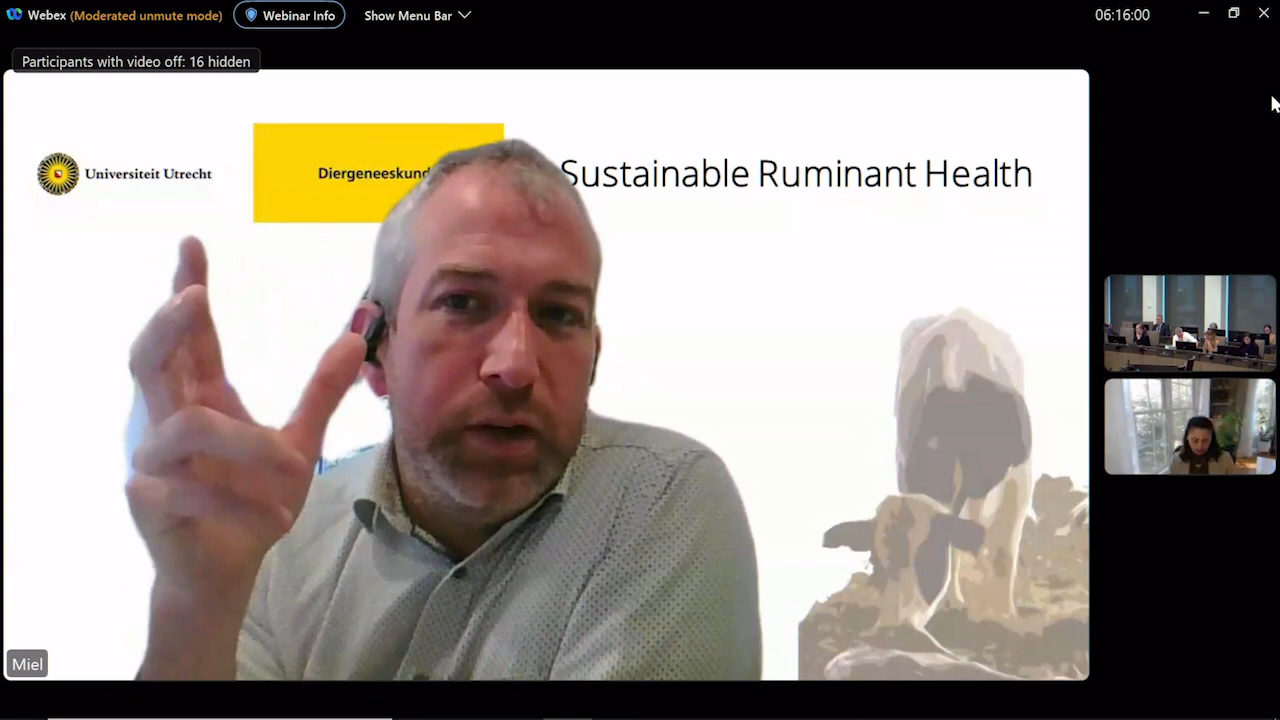 Webex (Moderated unmute mode) Webinar Info Show Menu Bar 06:16:00
Participants with video off: 16 hidden
Universiteit Utrecht
Diergeneeskund
Sustainable Ruminant Health
Miel